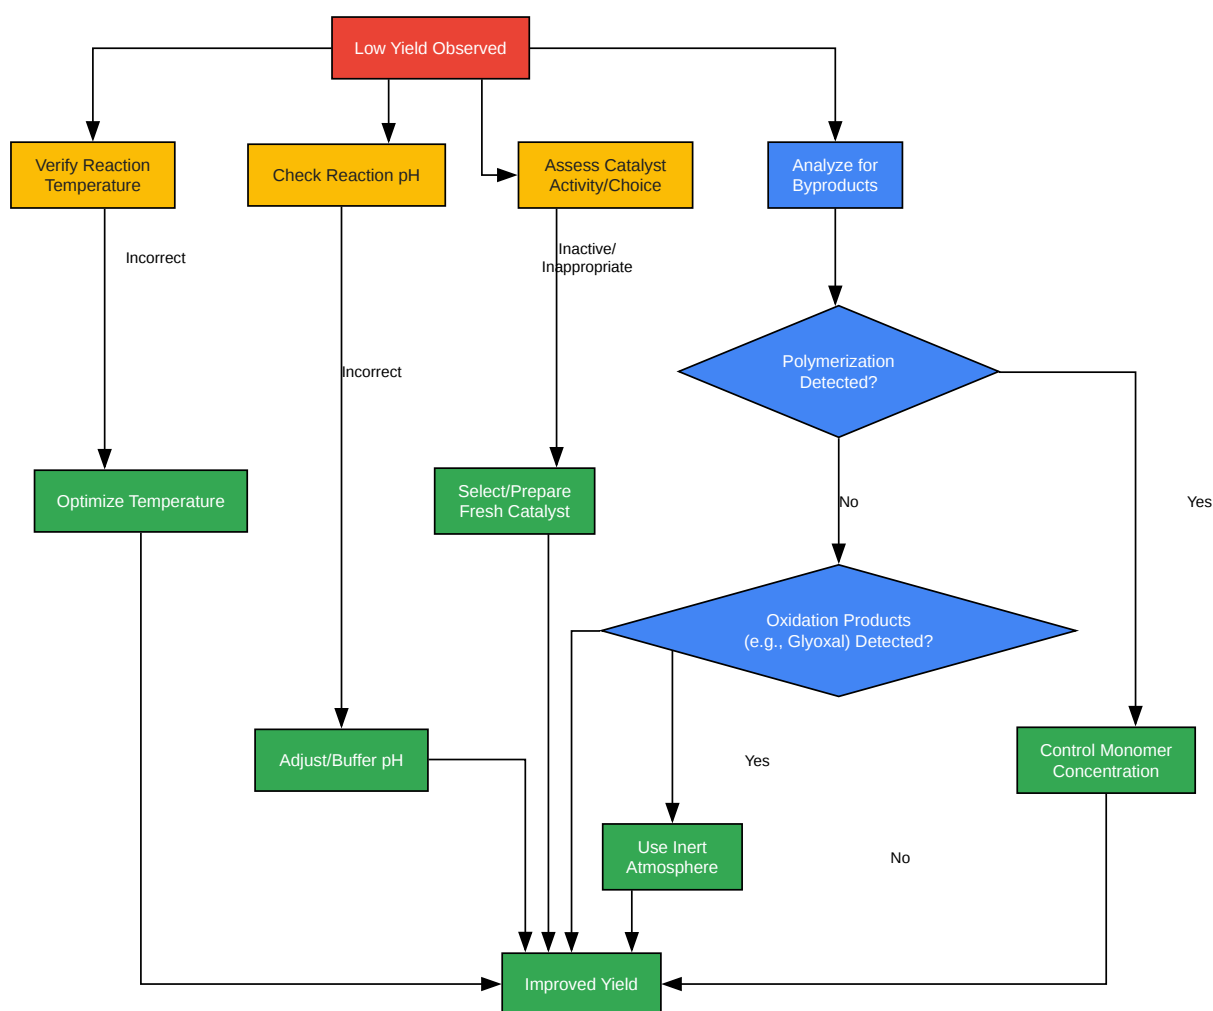 Low Yield Observed
Verify Reaction
Temperature
Check Reaction pH
Assess Catalyst
Activity/Choice
Analyze for
Byproducts
Incorrect
Inactive/
Inappropriate
Incorrect
Polymerization
Detected?
Optimize Temperature
Select/Prepare
Fresh Catalyst
No
Yes
Oxidation Products
(e.g., Glyoxal) Detected?
Adjust/Buffer pH
Yes
Control Monomer
Concentration
Use Inert
Atmosphere
No
Improved Yield